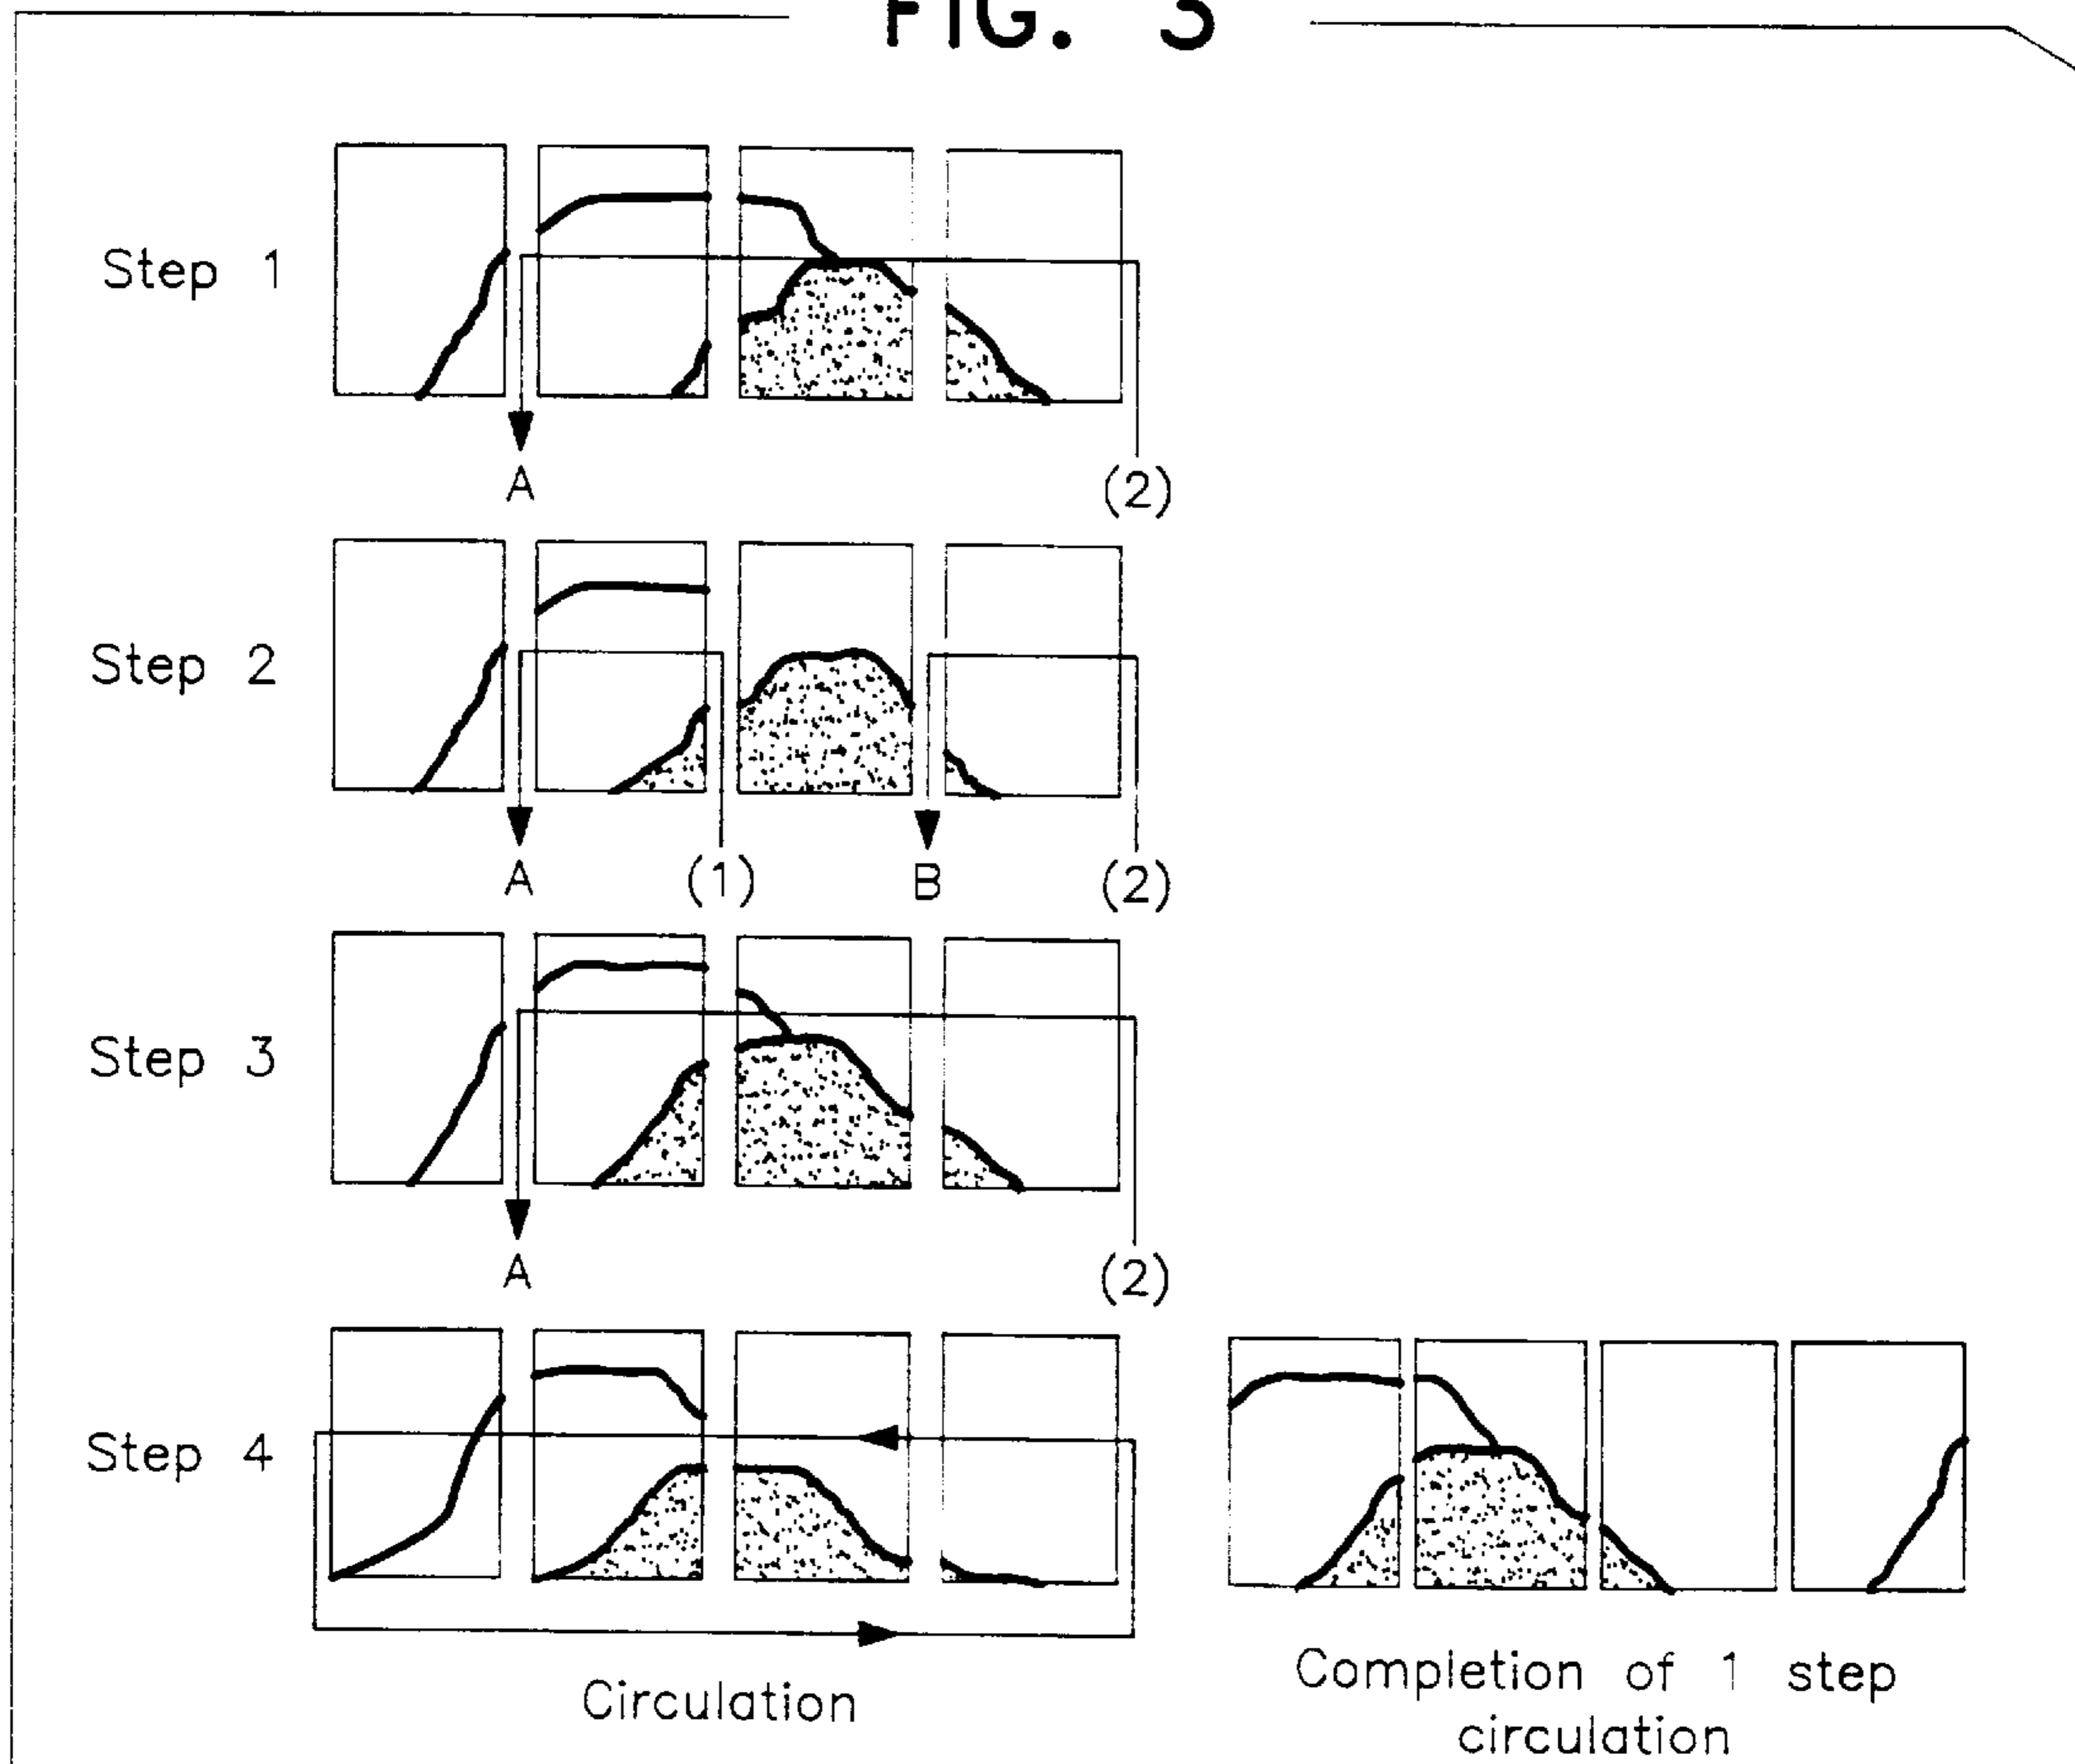 FIG. 3
Step 1
A (2)
Step 2
A (1) B (2)
Step 3
A (2)
Step 4
Circulation
Completion of 1 step
circulation